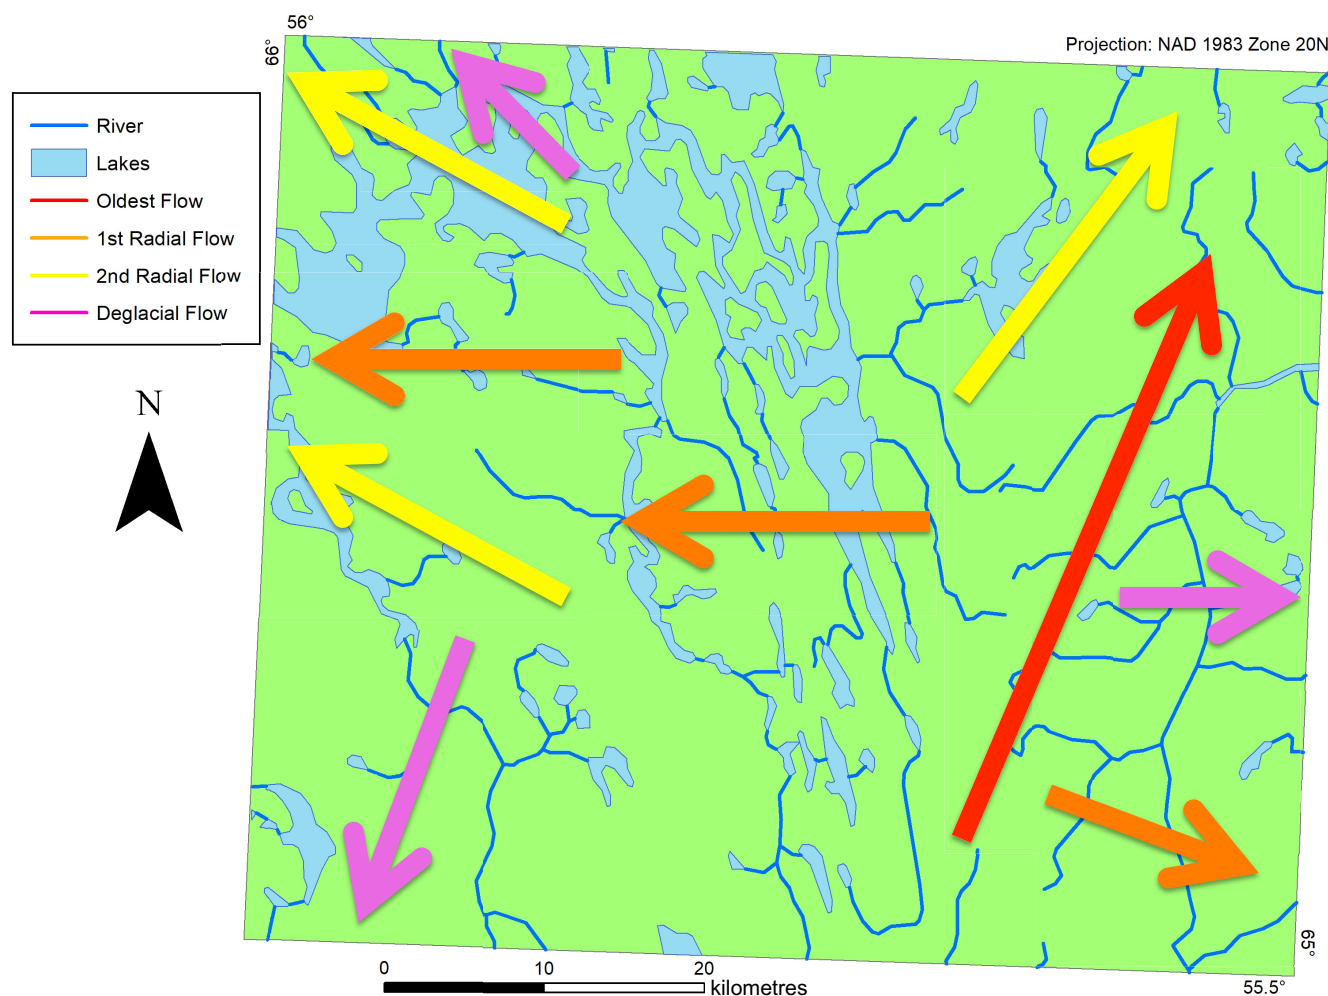 56°
66°
Projection: NAD 1983 Zone 20N
River
Lakes
Oldest Flow
1st Radial Flow
2nd Radial Flow
Deglacial Flow
N
65°
0 10 20
kilometres
55.5°